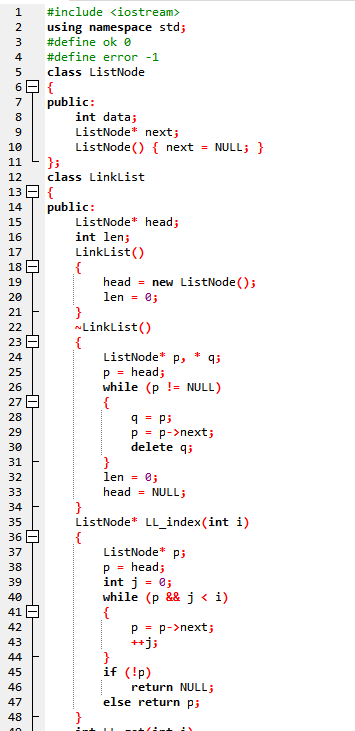 1 #include <iostream>
2 using namespace std;
3 #define ok 0
4 #define error -1
5 class ListNode
6 {
7 public:
8 int data;
9 ListNode* next;
10 ListNode() { next = NULL; }
11 };
12 class LinkList
13 {
14 public:
15 ListNode* head;
16 int len;
17 LinkList()
18 {
19 head = new ListNode();
20 len = 0;
21 }
22 ~LinkList()
23 {
24 ListNode* p, * q;
25 p = head;
26 while (p != NULL)
27 {
28 q = p;
29 p = p->next;
30 delete q;
31 }
32 len = 0;
33 head = NULL;
34 }
35 ListNode* LL_index(int i)
36 {
37 ListNode* p;
38 p = head;
39 int j = 0;
40 while (p && j < i)
41 {
42 p = p->next;
43 ++j;
44 }
45 if (!p)
46 return NULL;
47 else return p;
48 }